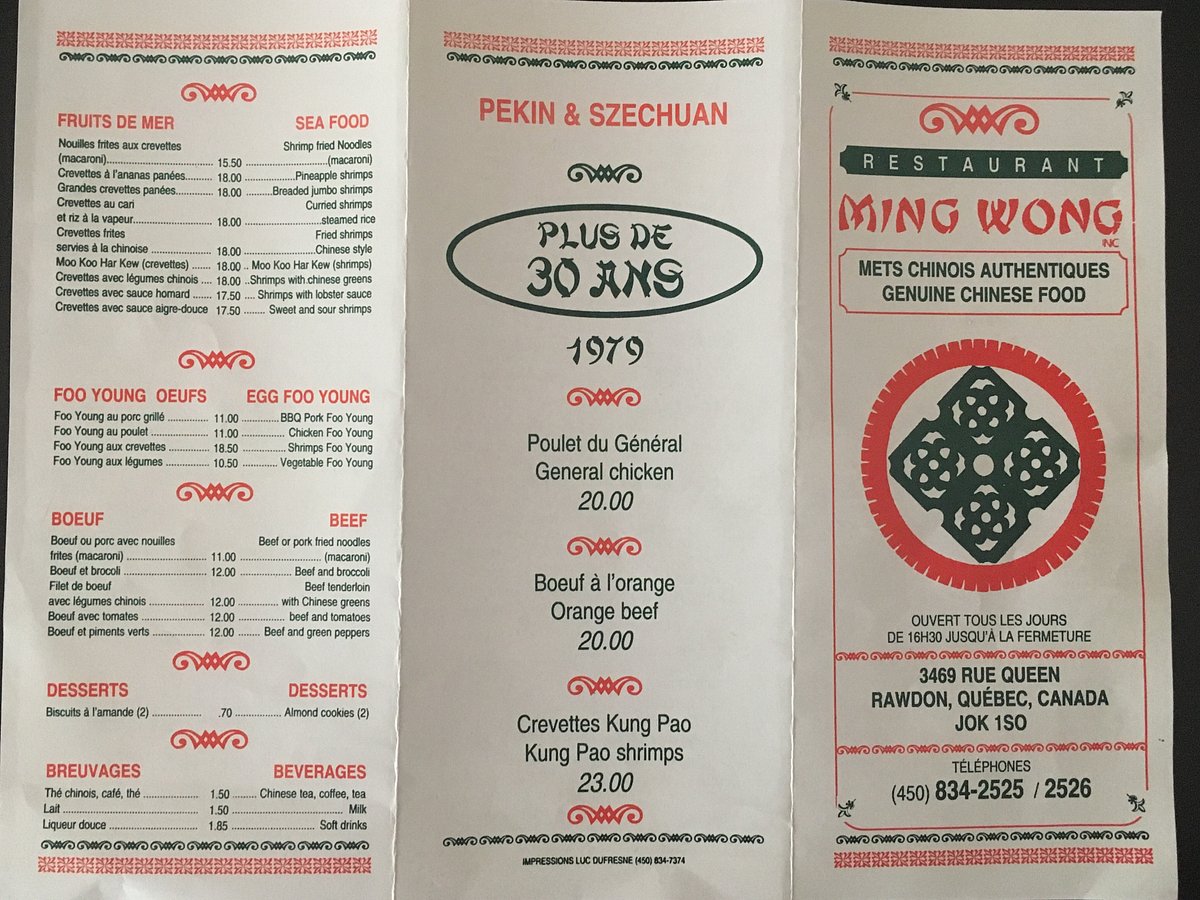 FRUITS DE MER SEA FOOD
Nouilles frites aux crevettes Shrimp fried Noodles
(macaroni) 15.50 (macaroni)
Crevettes à l'ananas panées 18.00 Pineapple shrimps
Grandes crevettes panées 18.00 Breaded jumbo shrimps
Crevettes au cari Curried shrimps
et riz à la vapeur 18.00 steamed rice
Crevettes frites Fried shrimps
servies à la chinoise 18.00 Chinese style
Moo Koo Har Kew (crevettes) 18.00 Moo Koo Har Kew (shrimps)
Crevettes avec légumes chinois 18.00 Shrimps with chinese greens
Crevettes avec sauce homard 17.50 Shrimps with lobster sauce
Crevettes avec sauce aigre-douce 17.50 Sweet and sour shrimps
FOO YOUNG OEUFS EGG FOO YOUNG
Foo Young au porc grillé 11.00 BBQ Pork Foo Young
Foo Young au poulet 11.00 Chicken Foo Young
Foo Young aux crevettes 18.50 Shrimps Foo Young
Foo Young aux légumes 10.50 Vegetable Foo Young
BOEUF BEEF
Boeuf ou porc avec nouilles Beef or pork fried noodles
frites (macaroni) 11.00 (macaroni)
Boeuf et brocoli 12.00 Beef and broccoli
Filet de boeuf Beef tenderloin
avec légumes chinois 12.00 with Chinese greens
Boeuf avec tomates 12.00 beef and tomatoes
Boeuf et piments verts 12.00 Beef and green peppers
DESSERTS DESSERTS
Biscuits à l'amande (2) .70 Almond cookies (2)
BREUVAGES BEVERAGES
Thé chinois, café, thé 1.50 Chinese tea, coffee, tea
Lait 1.50 Milk
Liqueur douce 1.85 Soft drinks
PEKIN & SZECHUAN
PLUS DE
30 ANS
1979
Poulet du Général
General chicken
20.00
Boeuf à l'orange
Orange beef
20.00
Crevettes Kung Pao
Kung Pao shrimps
23.00
IMPRESSIONS LUC DUFRESNE (450) 834-7374
RESTAURANT
MING WONG
INC
METS CHINOIS AUTHENTIQUES
GENUINE CHINESE FOOD
OUVERT TOUS LES JOURS
DE 16H30 JUSQU'À LA FERMETURE
3469 RUE QUEEN
RAWDON, QUÉBEC, CANADA
JOK 1SO
TÉLÉPHONES
(450) 834-2525 / 2526